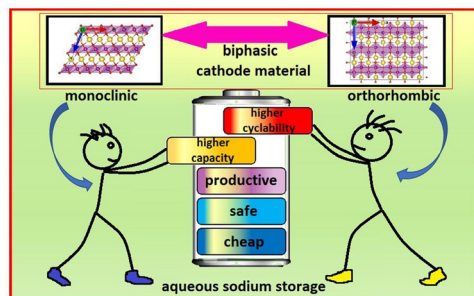 biphasic
cathode material
monoclinic
orthorhombic
higher
cyclability
higher
capacity
productive
safe
cheap
aqueous sodium storage